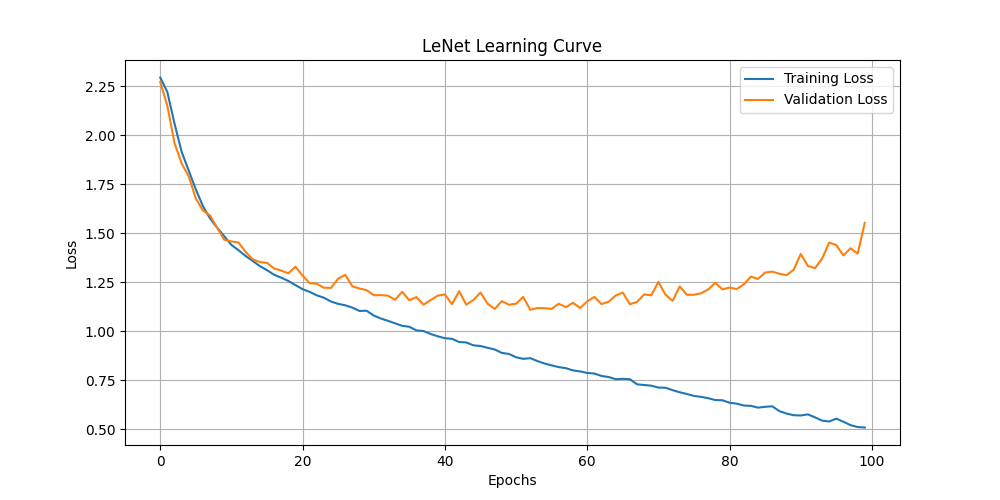 LeNet Learning Curve
Training Loss
Validation Loss
Loss
2.25
2.00
1.75
1.50
1.25
1.00
0.75
0.50
0 20 40 60 80 100
Epochs